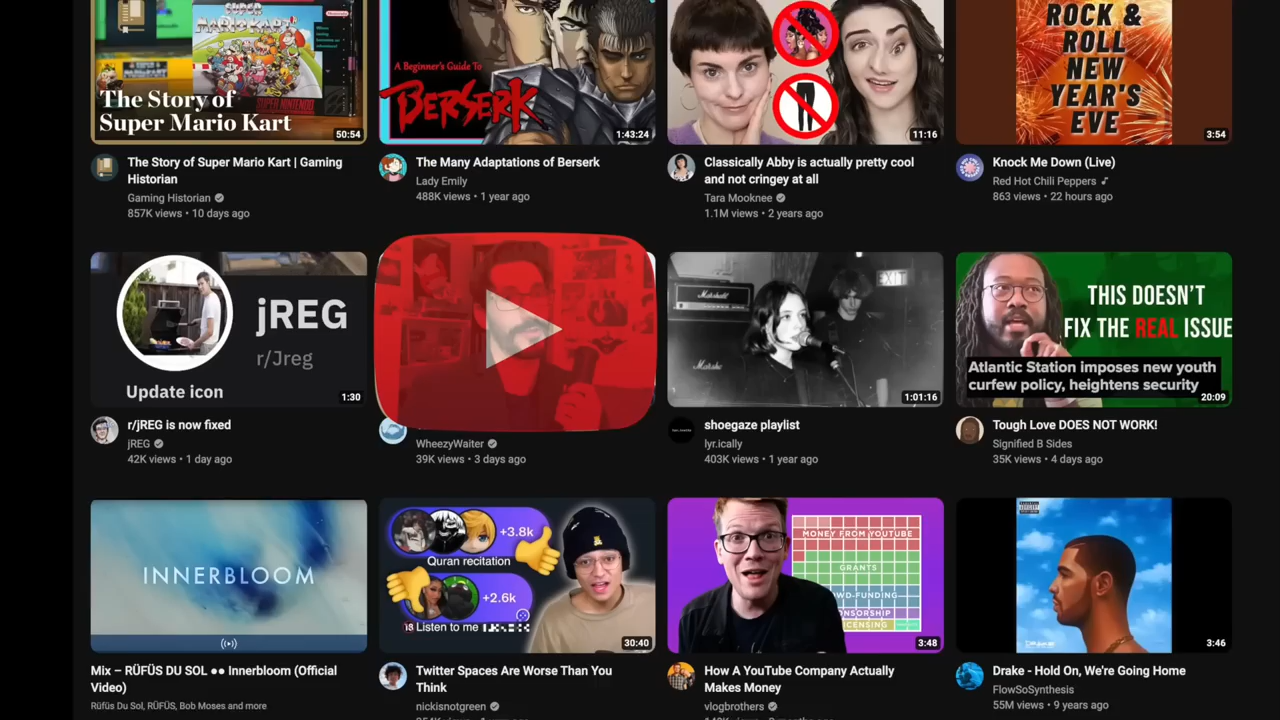 SUPER
MARIO KART
The Story of
Super Mario Kart
SUPER NINTENDO
50:54
A Beginner's Guide To
BERSERK
1:43:24
11:16
ROCK &
ROLL
NEW
YEAR'S
EVE
3:54
The Story of Super Mario Kart | Gaming
Historian
Gaming Historian
857K views • 10 days ago
The Many Adaptations of Berserk
Lady Emily
488K views • 1 year ago
Classically Abby is actually pretty cool
and not cringey at all
Tara Mooknee
1.1M views • 2 years ago
Knock Me Down (Live)
Red Hot Chili Peppers
863 views • 22 hours ago
jREG
r/Jreg
Update icon
1:30
Marshall
EXIT
1:01:16
THIS DOESN'T
FIX THE REAL ISSUE
Atlantic Station imposes new youth
curfew policy, heightens security
20:09
r/jREG is now fixed
jREG
42K views • 1 day ago
WheezyWaiter
39K views • 3 days ago
shoegaze playlist
lyr.ically
403K views • 1 year ago
Tough Love DOES NOT WORK!
Signified B Sides
35K views • 4 days ago
INNERBLOOM
+3.8k
Quran recitation
+2.6k
Listen to me
30:40
MONEY FROM YOUTUBE
GRANTS
OWD-FUNDING
ONSORSHIP
ICENSING
3:48
3:46
Mix – RÜFÜS DU SOL ●● Innerbloom (Official
Video)
Rüfüs Du Sol, RÜFÜS, Bob Moses and more
Twitter Spaces Are Worse Than You
Think
nickisnotgreen
How A YouTube Company Actually
Makes Money
vlogbrothers
Drake - Hold On, We're Going Home
FlowSoSynthesis
55M views • 9 years ago